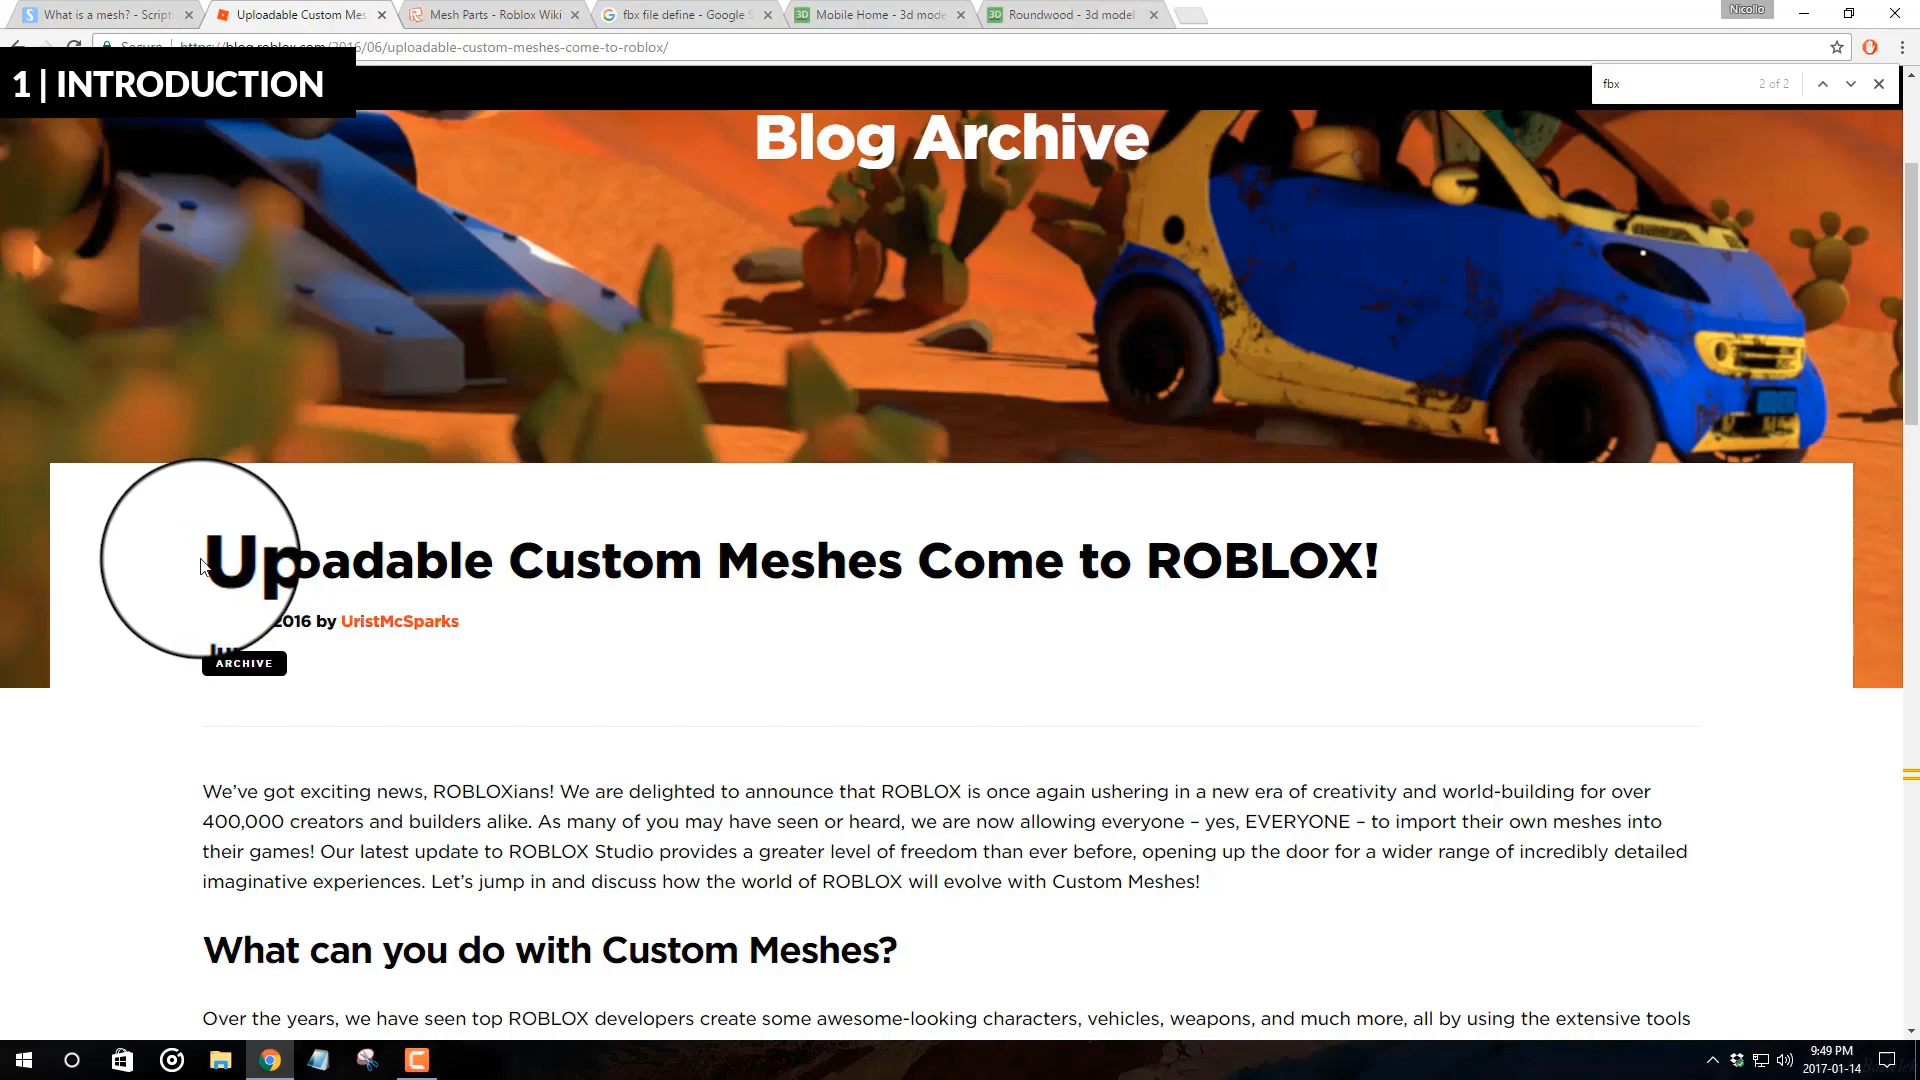 What is a mesh? - Script
Uploadable Custom Mes
Mesh Parts - Roblox Wiki
fbx file define - Google S
Mobile Home - 3d mode
Roundwood - 3d model
Nicollo
Secure
https://blog.roblox.com/2016/06/uploadable-custom-meshes-come-to-roblox/
1 | INTRODUCTION
fbx
2 of 2
Blog Archive
Uploadable Custom Meshes Come to ROBLOX!
2016 by UristMcSparks
ARCHIVE
We've got exciting news, ROBLOXians! We are delighted to announce that ROBLOX is once again ushering in a new era of creativity and world-building for over
400,000 creators and builders alike. As many of you may have seen or heard, we are now allowing everyone – yes, EVERYONE – to import their own meshes into
their games! Our latest update to ROBLOX Studio provides a greater level of freedom than ever before, opening up the door for a wider range of incredibly detailed
imaginative experiences. Let's jump in and discuss how the world of ROBLOX will evolve with Custom Meshes!
What can you do with Custom Meshes?
Over the years, we have seen top ROBLOX developers create some awesome-looking characters, vehicles, weapons, and much more, all by using the extensive tools
9:49 PM
2017-01-14